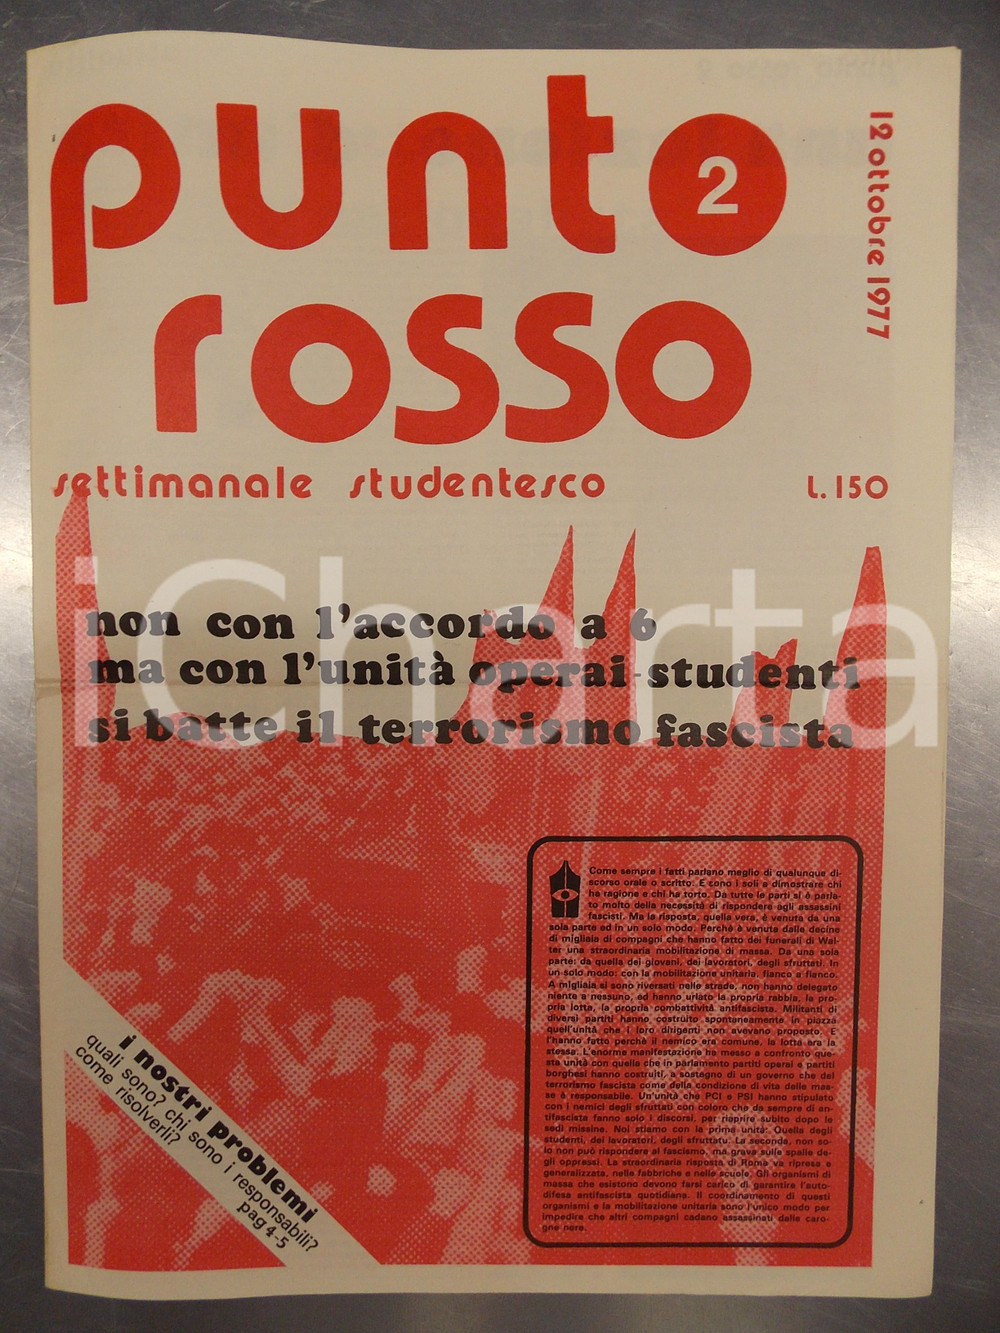 punto 2
rosso
12 ottobre 1977
settimanale studentesco
L. 150
non con l'accordo a 6
ma con l'unità operai-studenti
si batte il terrorismo fascista
iCharta
Come sempre i fatti parlano meglio di qualunque di-
scorso orale o scritto. E sono i soli a dimostrare chi
ha ragione e chi ha torto. Da tutte le parti si è parla-
to molto della necessità di rispondere agli assassini
fascisti. Ma la risposta, quella vera, è venuta da una
sola parte ed in un solo modo. Perchè è venuta dalle decine
di migliaia di compagni che hanno fatto dei funerali di Wal-
ter una straordinaria mobilitazione di massa. Da una sola
parte: da quella dei giovani, dei lavoratori, degli sfruttati. In
un solo modo: con la mobilitazione unitaria, fianco a fianco.
A migliaia si sono riversati nelle strade, non hanno delegato
niente a nessuno, ed hanno urlato la propria rabbia, la pro-
pria lotta, la propria combattività antifascista. Militanti di
diversi partiti hanno costruito spontaneamente in piazza
quell'unità che i loro dirigenti non avevano proposto. E
l'hanno fatto perchè il nemico era comune, la lotta era la
stessa. L'enorme manifestazione ha messo a confronto que-
sta unità con quella che in parlamento partiti operai e partiti
borghesi hanno costruiti, a sostegno di un governo che del
terrorismo fascista come della condizione di vita delle mas-
se è responsabile. Un'unità che PCI e PSI hanno stipulato
con i nemici degli sfruttati con coloro che da sempre di an-
tifascista fanno solo i discorsi, per riaprire subito dopo le
sedi missine. Noi stiamo con la prima unità: Quella degli
studenti, dei lavoratori, degli sfruttatu. La seconda, non so-
lo non può rispondere al fascismo, ma grava sulle spalle de-
gli oppressi. La straordinaria risposta di Roma va ripresa e
generalizzata, nelle fabbriche e nelle scuole. Gli organismi di
massa che esistono devono farsi carico di garantire l'auto-
difesa antifascista quotidiana. Il coordinamento di questi
organismi e la mobilitazione unitaria sono l'unico modo per
impedire che altri compagni cadano assassinati dalle caro-
gne nere.
i nostri problemi
quali sono? chi sono i responsabili?
come risolverli?
pag 4-5